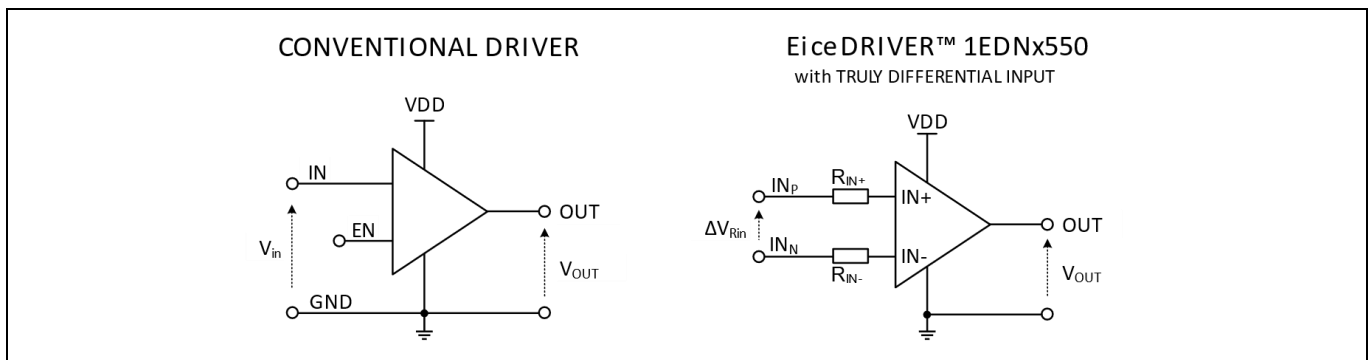 CONVENTIONAL DRIVER
VDD
IN
EN
Vin
GND
OUT
VOUT
EiceDRIVER™ 1EDNx550
with TRULY DIFFERENTIAL INPUT
VDD
INP
RIN+
IN+
ΔVRin
INN
RIN-
IN-
OUT
VOUT